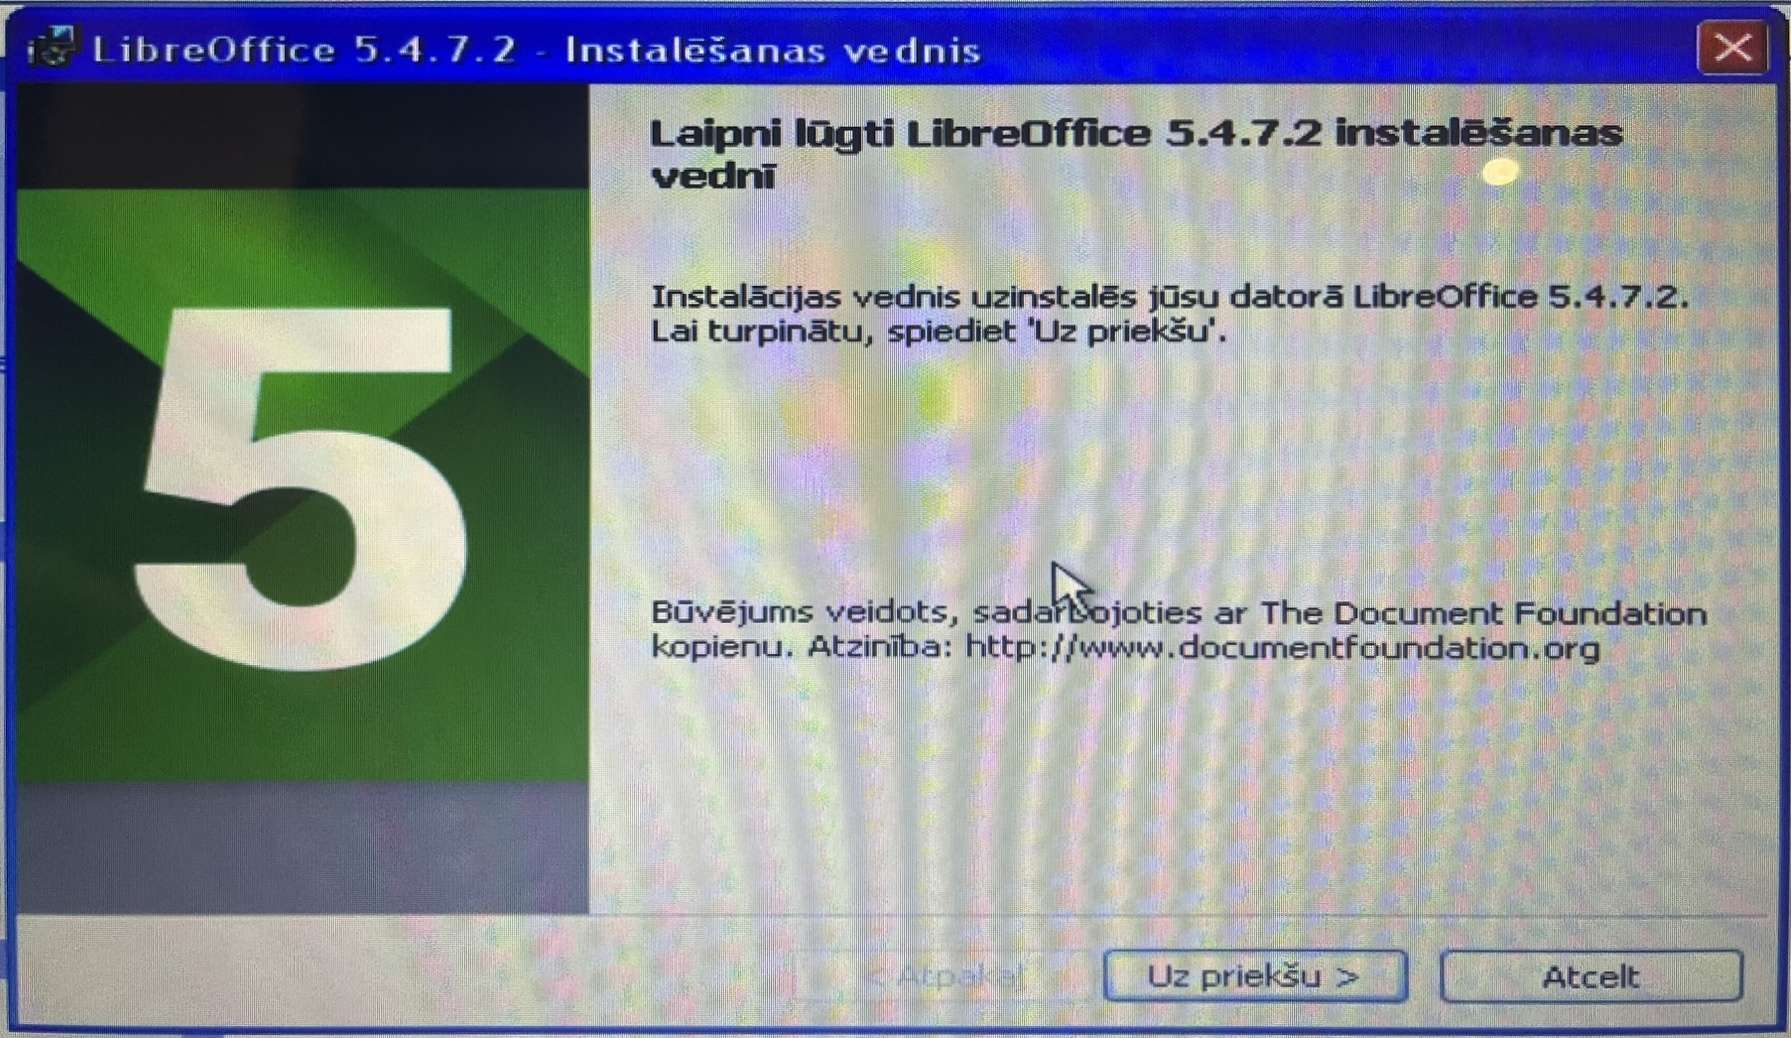 LibreOffice 5.4.7.2 - Instalēšanas vednis
Laipni lūgti LibreOffice 5.4.7.2 instalēšanas
vednī
Instalācijas vednis uzinstalēs jūsu datorā LibreOffice 5.4.7.2.
Lai turpinātu, spiediet 'Uz priekšu'.
5
Būvējums veidots, sadarbojoties ar The Document Foundation
kopienu. Atzinība: http://www.documentfoundation.org
< Atpakaļ
Uz priekšu >
Atcelt